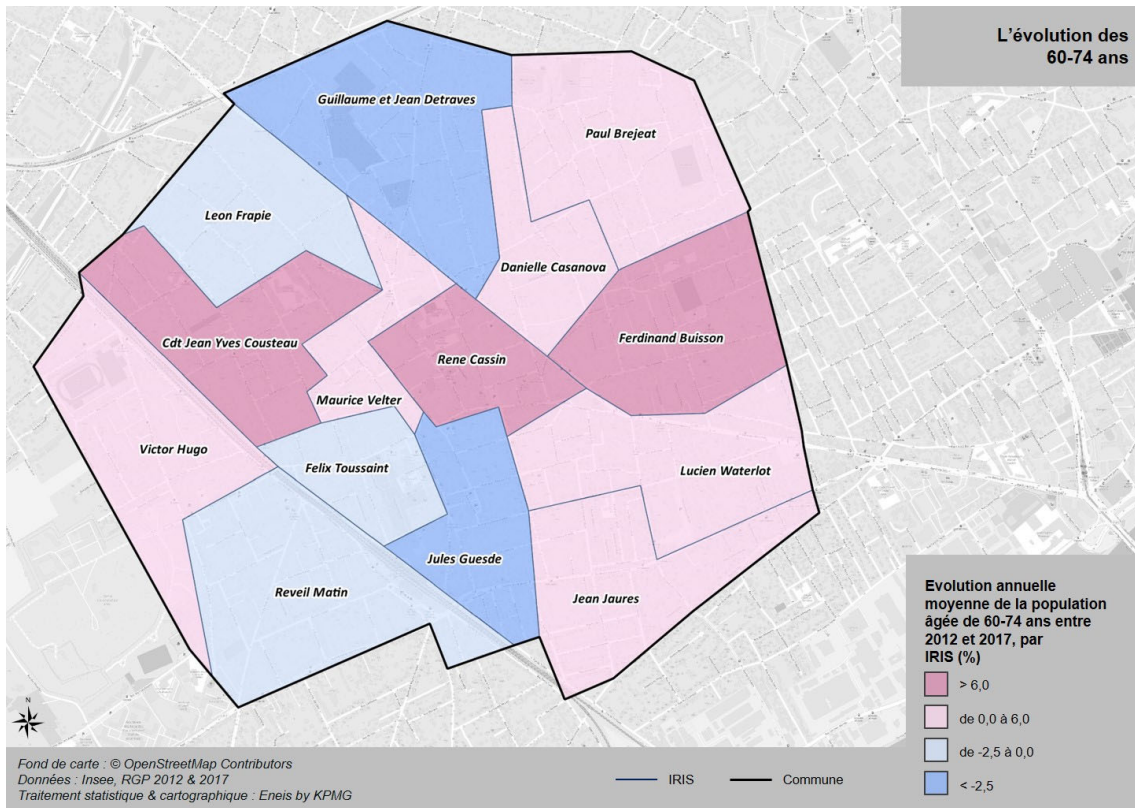 L'évolution des
60-74 ans
Guillaume et Jean Detraves
Paul Brejeat
Leon Frapie
Danielle Casanova
Cdt Jean Yves Cousteau
Rene Cassin
Ferdinand Buisson
Maurice Velter
Victor Hugo
Felix Toussaint
Lucien Waterlot
Jules Guesde
Reveil Matin
Jean Jaures
Evolution annuelle
moyenne de la population
âgée de 60-74 ans entre
2012 et 2017, par
IRIS (%)
> 6,0
de 0,0 à 6,0
de -2,5 à 0,0
< -2,5
N
Fond de carte : © OpenStreetMap Contributors
Données : Insee, RGP 2012 & 2017
Traitement statistique & cartographique : Eneis by KPMG
IRIS
Commune